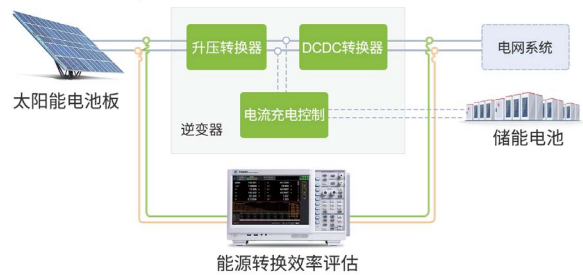 升压转换器
DCDC转换器
电网系统
太阳能电池板
电流充电控制
逆变器
储能电池
能源转换效率评估